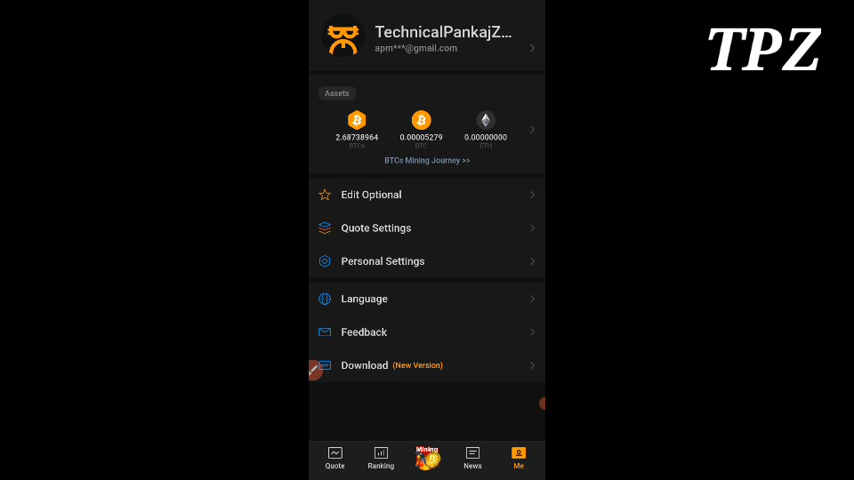 TPZ
TechnicalPankajZ...
apm***@gmail.com
Assets
2.68738964 0.00005279 0.00000000
BTCs BTC ETH
BTCs Mining Journey >>
Edit Optional
Quote Settings
Personal Settings
Language
Feedback
Download (New Version)
Mining
Quote Ranking News Me